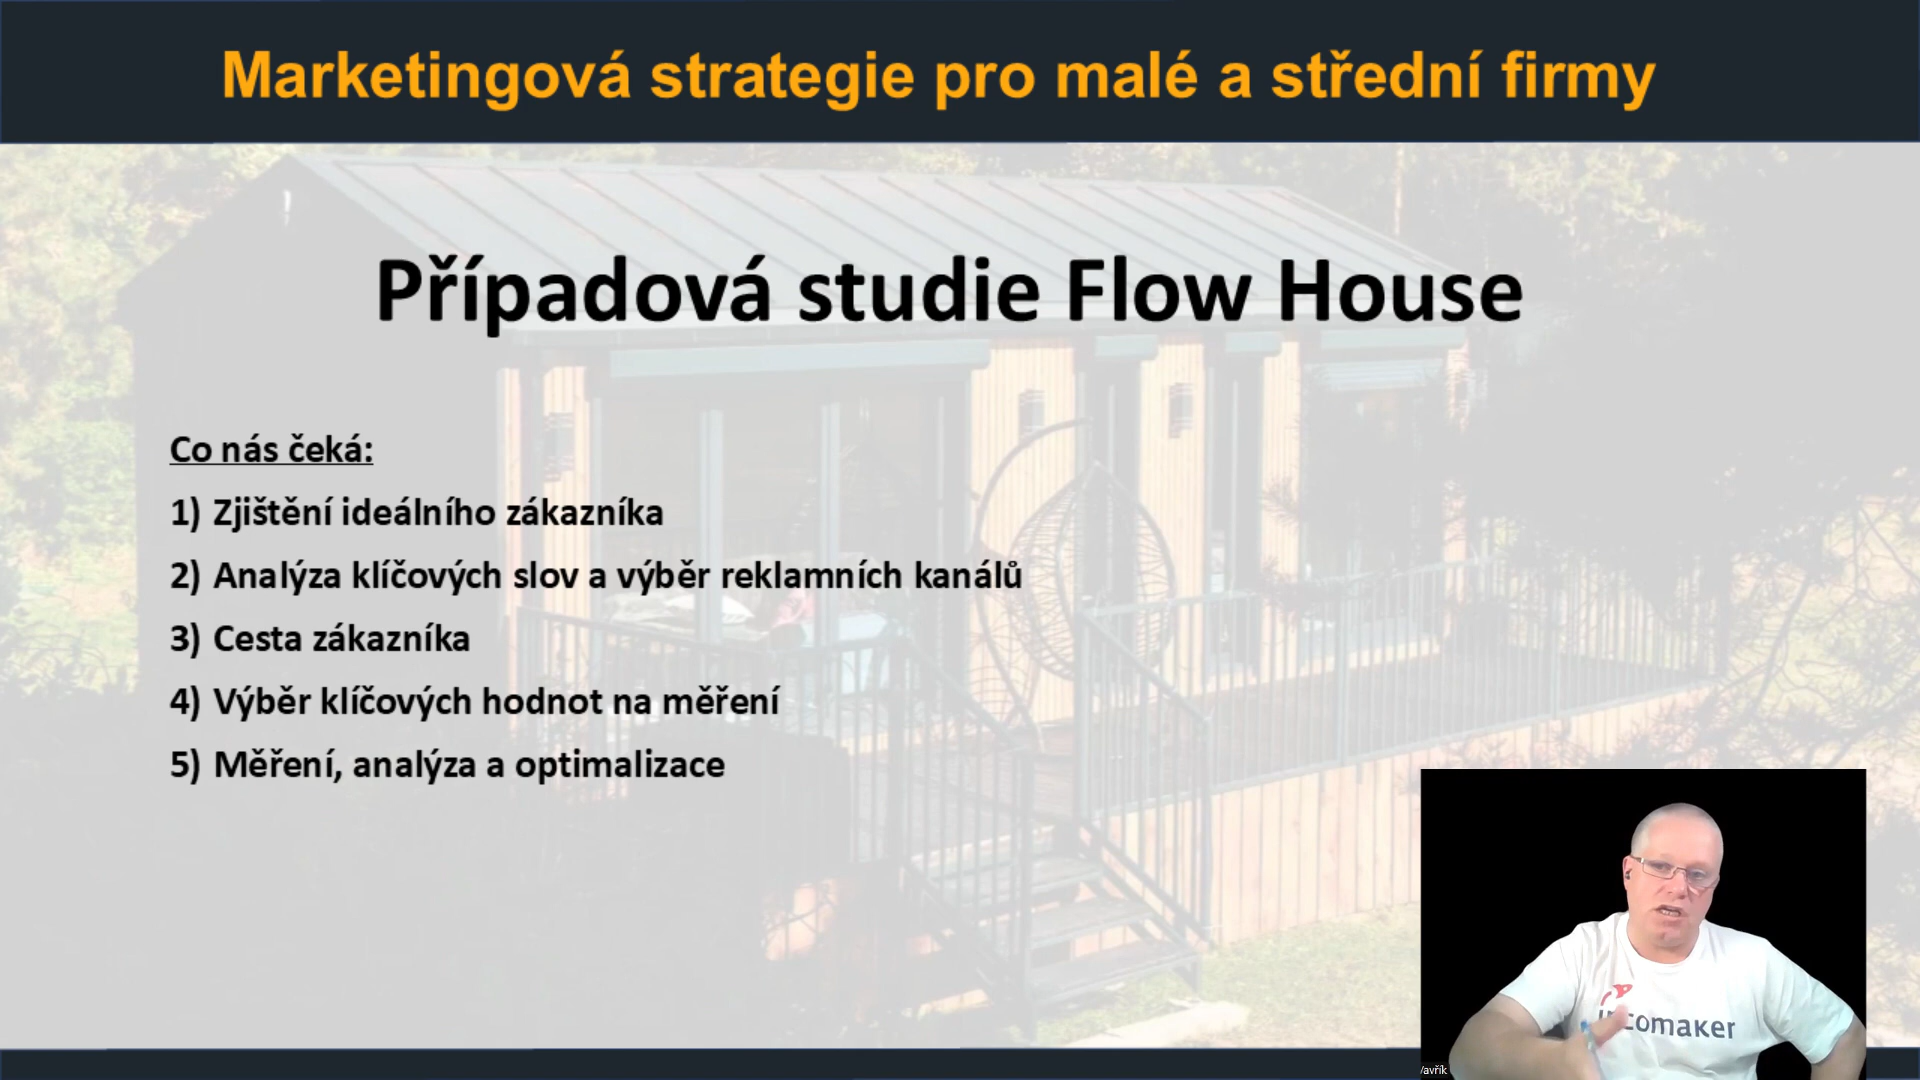 Marketingová strategie pro malé a střední firmy
Případová studie Flow House
Co nás čeká:
1) Zjištění ideálního zákazníka
2) Analýza klíčových slov a výběr reklamních kanálů
3) Cesta zákazníka
4) Výběr klíčových hodnot na měření
5) Měření, analýza a optimalizace